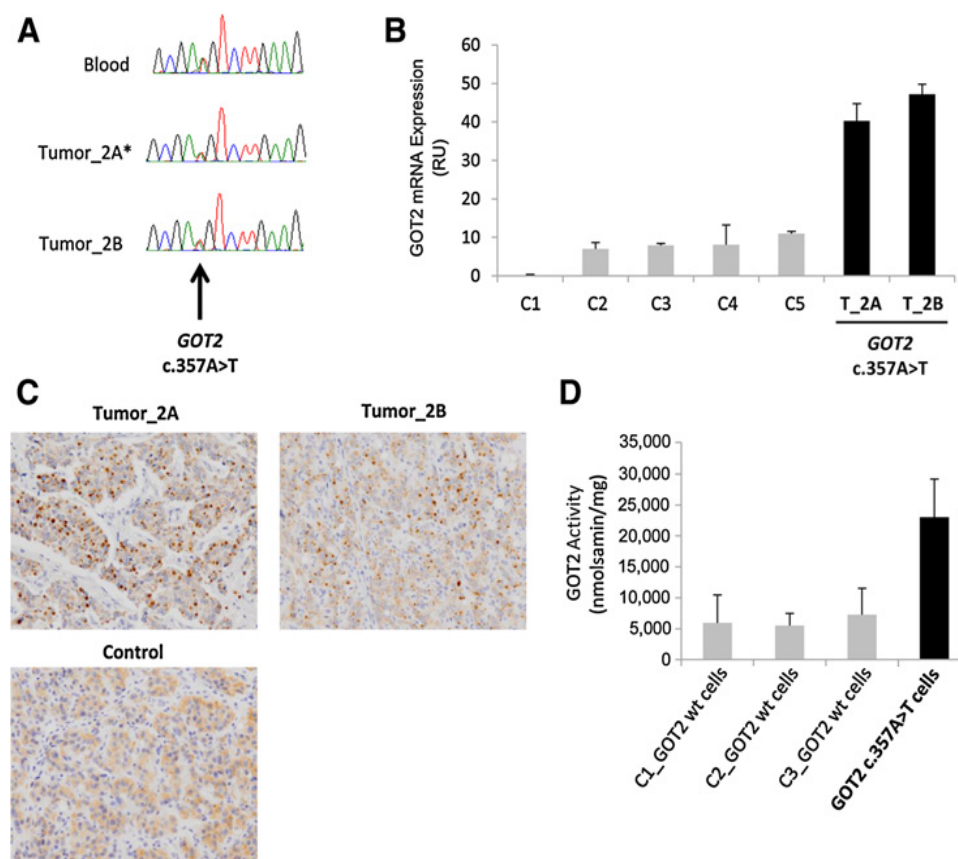 A
Blood
Tumor_2A*
Tumor_2B
GOT2
c.357A>T
B
GOT2 mRNA Expression
(RU)
60
50
40
30
20
10
0
C1 C2 C3 C4 C5 T_2A T_2B
GOT2
c.357A>T
C
Tumor_2A
Tumor_2B
Control
D
GOT2 Activity
(nmolsamin/mg)
35,000
30,000
25,000
20,000
15,000
10,000
5,000
0
C1_GOT2 wt cells
C2_GOT2 wt cells
C3_GOT2 wt cells
GOT2 c.357A>T cells